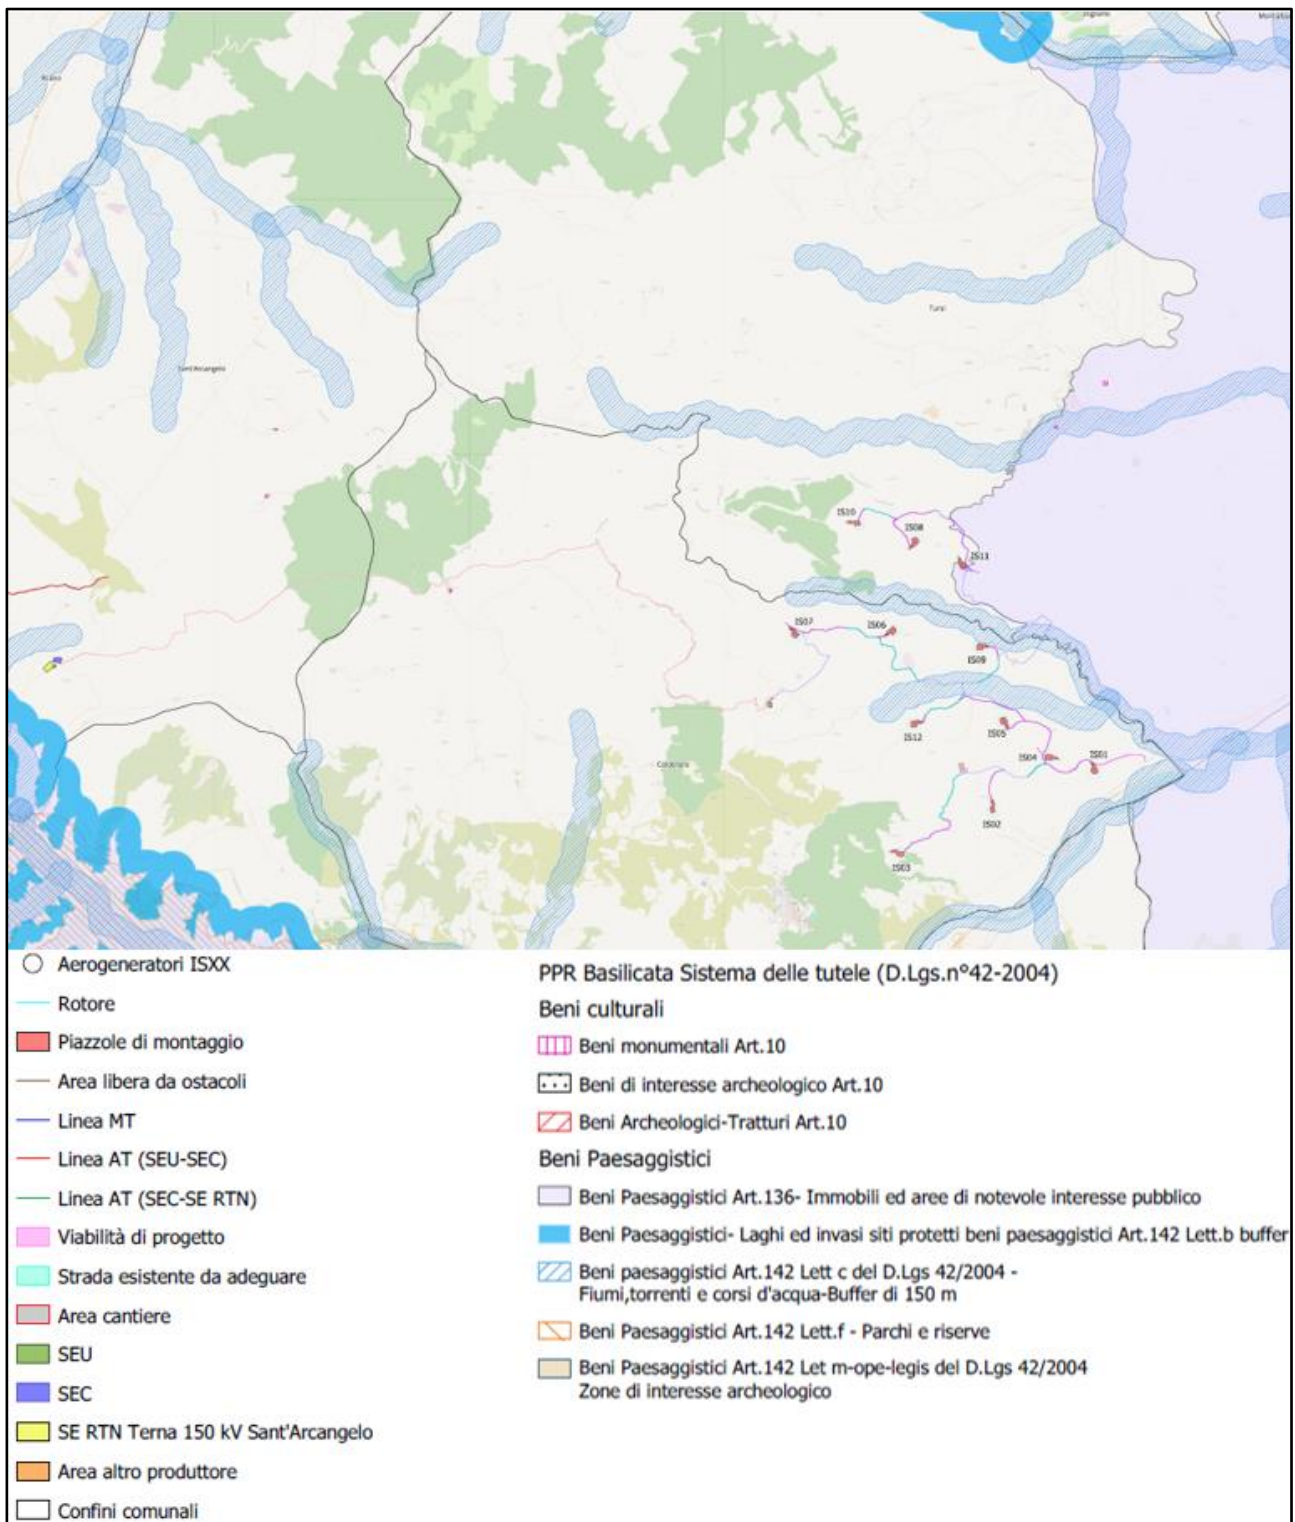 Tursi
Sant'Arcangelo
IS10
IS08
IS11
IS07
IS06
IS09
IS12
IS05
IS04
IS01
Colobraro
IS02
IS03
Aerogeneratori ISXX
Rotore
Piazzole di montaggio
Area libera da ostacoli
Linea MT
Linea AT (SEU-SEC)
Linea AT (SEC-SE RTN)
Viabilità di progetto
Strada esistente da adeguare
Area cantiere
SEU
SEC
SE RTN Terna 150 kV Sant'Arcangelo
Area altro produttore
Confini comunali
PPR Basilicata Sistema delle tutele (D.Lgs.n°42-2004)
Beni culturali
Beni monumentali Art.10
Beni di interesse archeologico Art.10
Beni Archeologici-Tratturi Art.10
Beni Paesaggistici
Beni Paesaggistici Art.136- Immobili ed aree di notevole interesse pubblico
Beni Paesaggistici- Laghi ed invasi siti protetti beni paesaggistici Art.142 Lett.b buffer
Beni paesaggistici Art.142 Lett c del D.Lgs 42/2004 -
Fiumi,torrenti e corsi d'acqua-Buffer di 150 m
Beni Paesaggistici Art.142 Lett.f - Parchi e riserve
Beni Paesaggistici Art.142 Let m-ope-legis del D.Lgs 42/2004
Zone di interesse archeologico